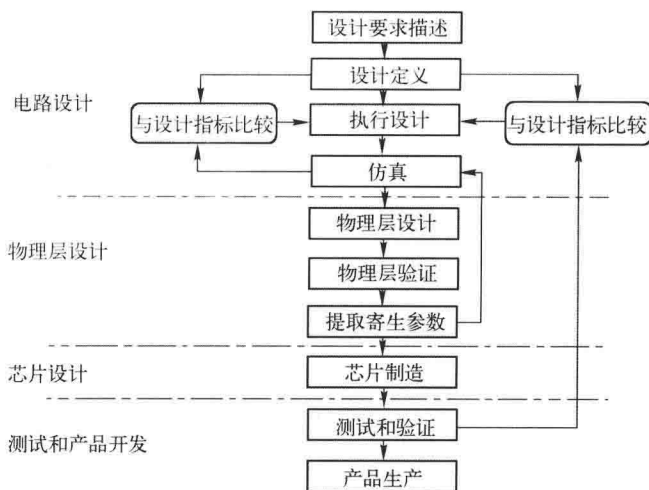 设计要求描述
设计定义
电路设计
与设计指标比较
执行设计
与设计指标比较
仿真
物理层设计
物理层设计
物理层验证
提取寄生参数
芯片设计
芯片制造
测试和验证
测试和产品开发
产品生产